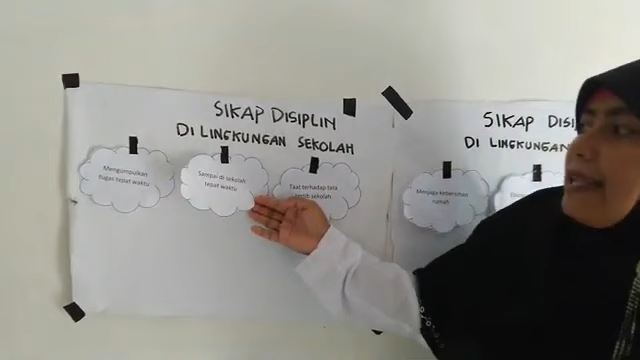 SIKAP DISIPLIN
DI LINGKUNGAN SEKOLAH
Mengumpulkan
tugas tepat waktu
Sampai di sekolah
tepat waktu
Taat terhadap tata
tertib sekolah
SIKAP
DI LINGKUNGAN
Menjaga kebersihan
rumah